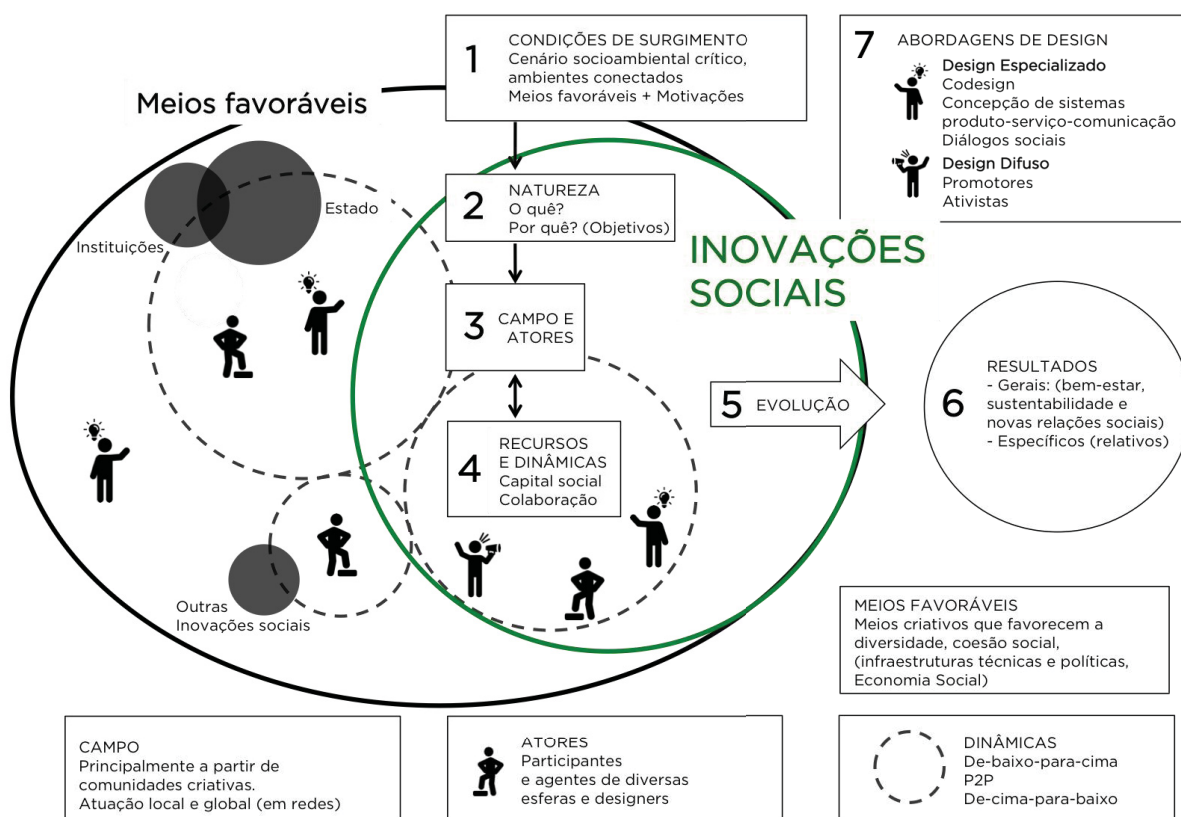 1
CONDIÇÕES DE SURGIMENTO
Cenário socioambiental crítico,
ambientes conectados
Meios favoráveis + Motivações
7
ABORDAGENS DE DESIGN
Design Especializado
Codesign
Concepção de sistemas
produto-serviço-comunicação
Diálogos sociais
Design Difuso
Promotores
Ativistas
Meios favoráveis
2
NATUREZA
O quê?
Por quê? (Objetivos)
Estado
Instituições
INOVAÇÕES
SOCIAIS
3
CAMPO E
ATORES
5
EVOLUÇÃO
6
RESULTADOS
- Gerais: (bem-estar,
sustentabilidade e
novas relações sociais)
- Específicos (relativos)
4
RECURSOS
E DINÂMICAS
Capital social
Colaboração
Outras
Inovações sociais
MEIOS FAVORÁVEIS
Meios criativos que favorecem a
diversidade, coesão social,
(infraestruturas técnicas e políticas,
Economia Social)
CAMPO
Principalmente a partir de
comunidades criativas.
Atuação local e global (em redes)
ATORES
Participantes
e agentes de diversas
esferas e designers
DINÂMICAS
De-baixo-para-cima
P2P
De-cima-para-baixo